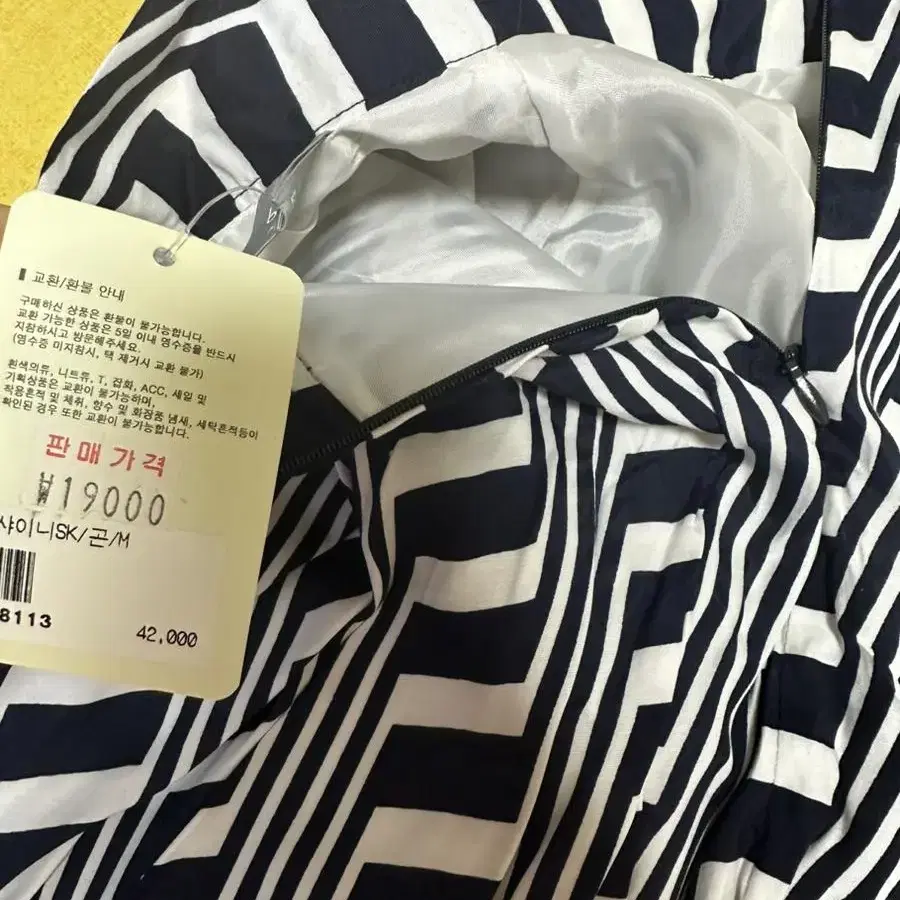 교환/환불 안내
구매하신 상품은 환불이 불가능합니다.
교환 가능한 상품은 5일 이내 영수증을 반드시
지참하시고 방문해주세요.
(영수증 미지참시, 택 제거시 교환 불가)
흰색의류, 니트류, T, 잡화, ACC, 세일 및
기획상품은 교환이 불가능하며,
착용흔적 및 체취, 향수 및 화장품 냄새, 세탁흔적등이
확인된 경우 또한 교환이 불가능합니다.
판매가격
₩19000
샤이니SK/곤/M
8113
42,000